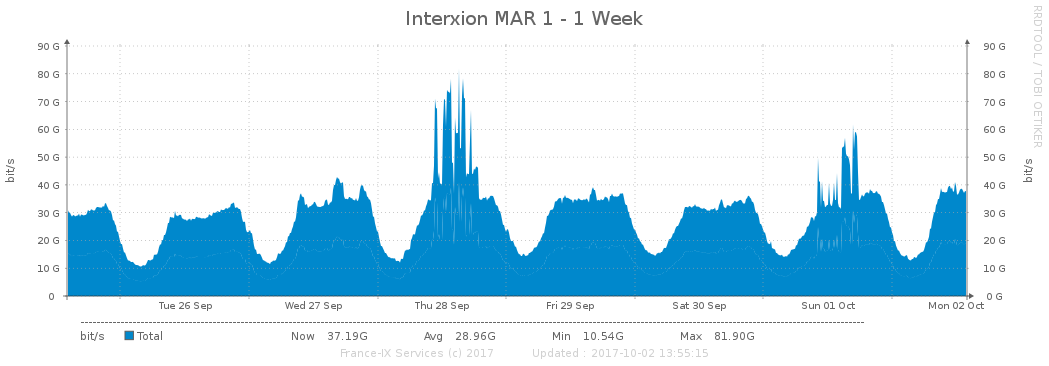 Interxion MAR 1 - 1 Week
RRDTOOL / TOBI OETIKER
bit/s
90 G 90 G
80 G 80 G
70 G 70 G
60 G 60 G
50 G 50 G
40 G 40 G
30 G 30 G
20 G 20 G
10 G 10 G
0 0 G
bit/s
Tue 26 Sep Wed 27 Sep Thu 28 Sep Fri 29 Sep Sat 30 Sep Sun 01 Oct Mon 02 Oct
bit/s Total Now 37.19G Avg 28.96G Min 10.54G Max 81.90G
France-IX Services (c) 2017 Updated : 2017-10-02 13:55:15